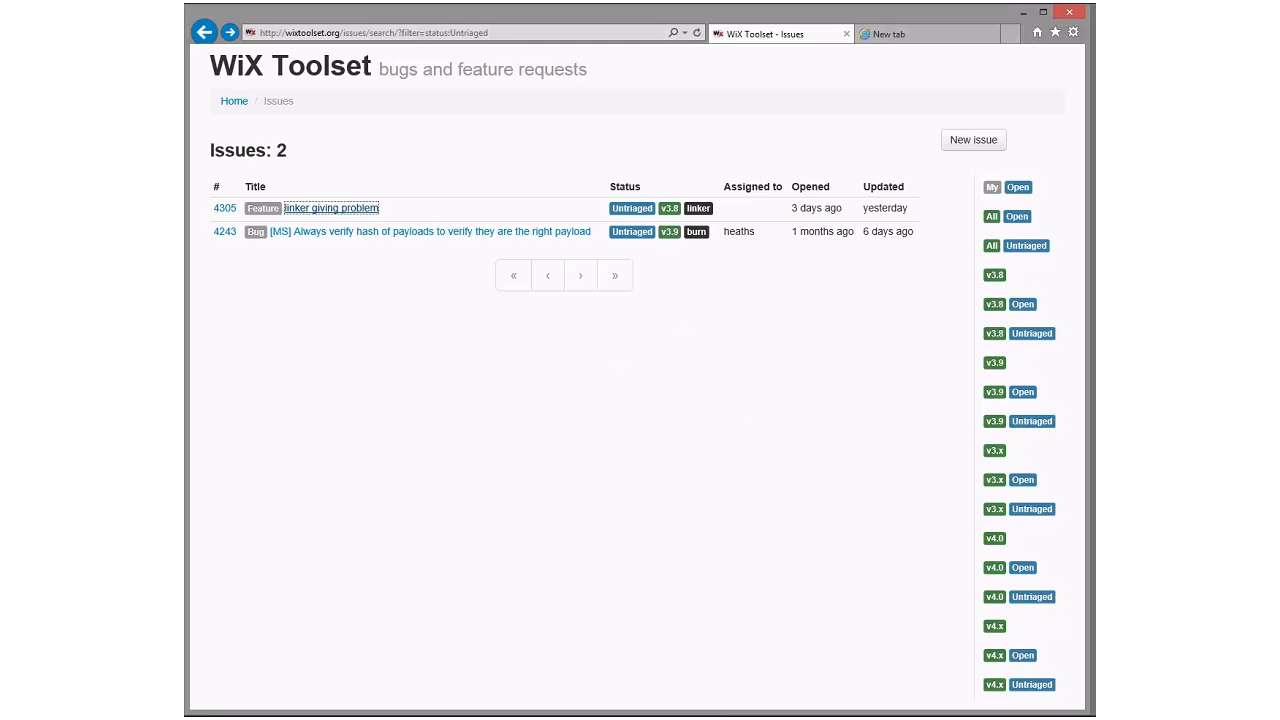 http://wixtoolset.org/issues/search/?filter=status:Untriaged
WiX Toolset - Issues
New tab
WiX Toolset bugs and feature requests
Home / Issues
Issues: 2
New issue
# Title Status Assigned to Opened Updated
4305 Feature linker giving problem Untriaged v3.8 linker 3 days ago yesterday
4243 Bug [MS] Always verify hash of payloads to verify they are the right payload Untriaged v3.9 burn heaths 1 months ago 6 days ago
« ‹ › »
My Open
All Open
All Untriaged
v3.8
v3.8 Open
v3.8 Untriaged
v3.9
v3.9 Open
v3.9 Untriaged
v3.x
v3.x Open
v3.x Untriaged
v4.0
v4.0 Open
v4.0 Untriaged
v4.x
v4.x Open
v4.x Untriaged